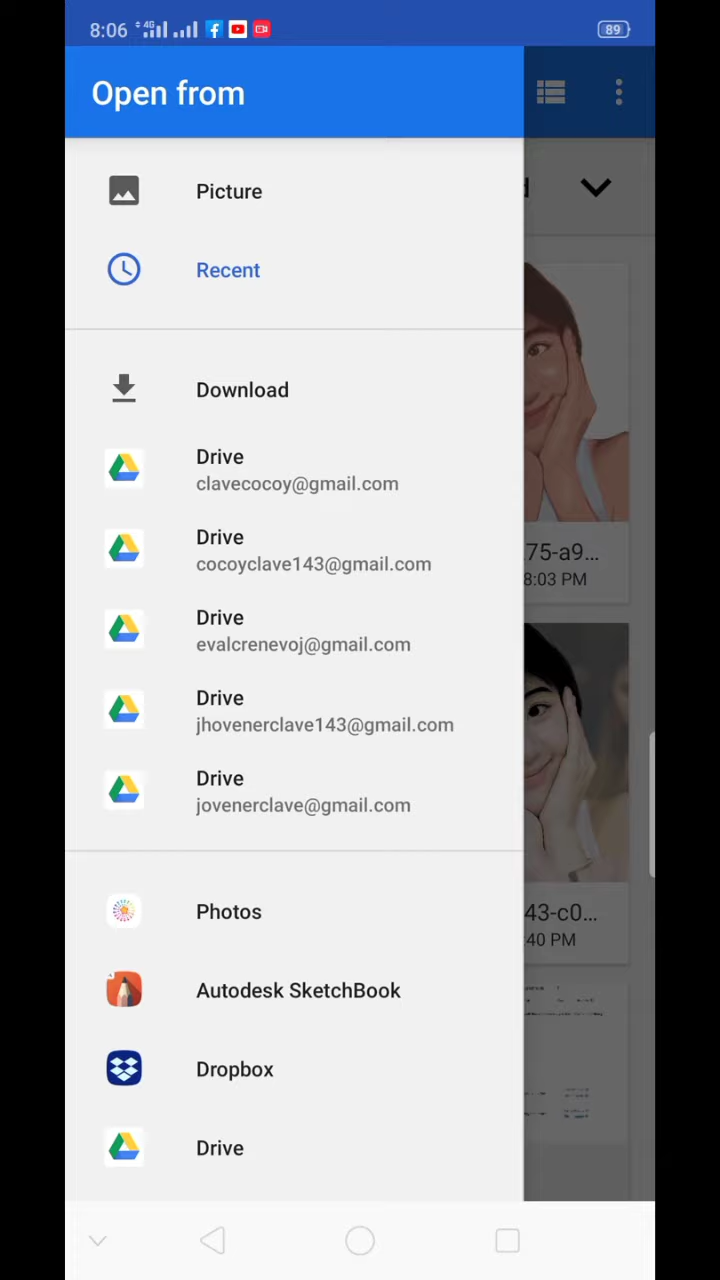 8:06 4G 89
Open from
Picture
Recent
Download
Drive
clavecocoy@gmail.com
Drive
cocoyclave143@gmail.com
Drive
evalcrenevoj@gmail.com
Drive
jhovenerclave143@gmail.com
Drive
jovenerclave@gmail.com
75-a9...
8:03 PM
Photos
43-c0...
40 PM
Autodesk SketchBook
Dropbox
Drive